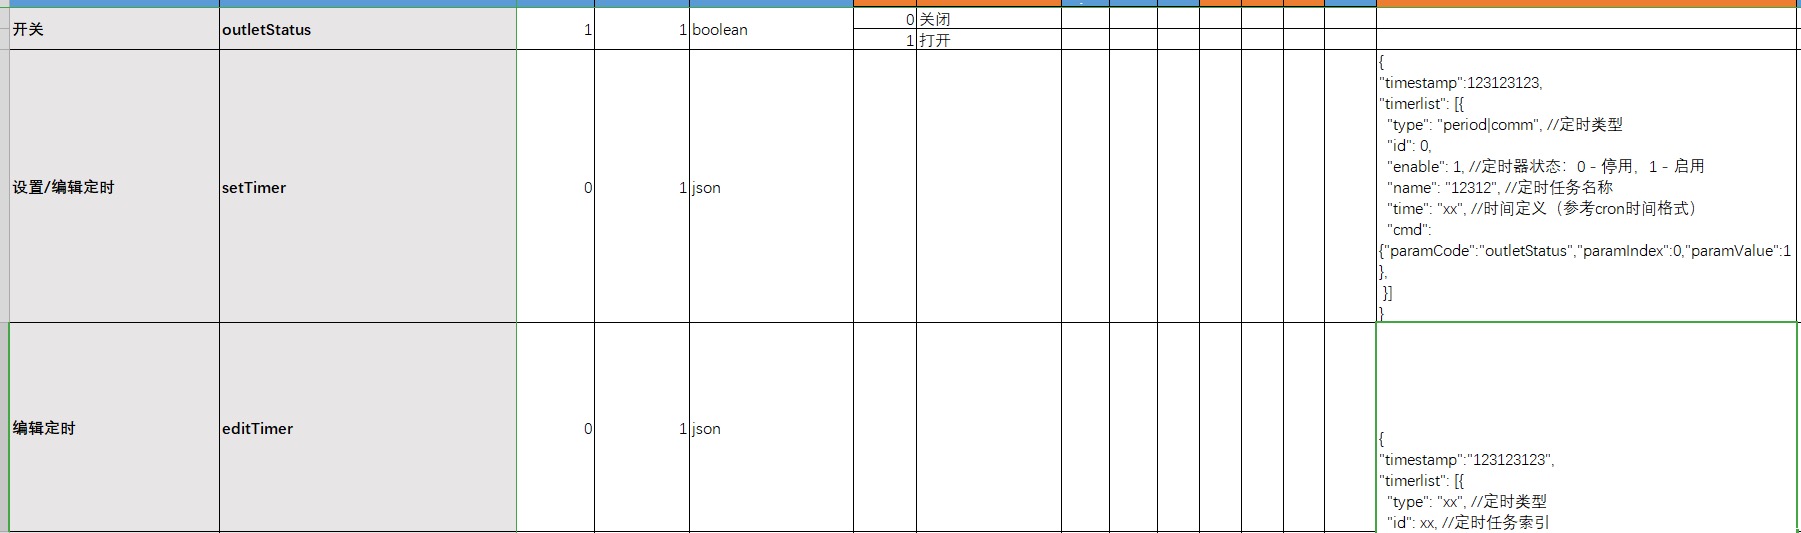 开关 outletStatus 1 1 boolean 0 关闭
1 打开
设置/编辑定时 setTimer 0 1 json
{
"timestamp":123123123,
"timerlist": [{
"type": "period|comm", //定时类型
"id": 0,
"enable": 1, //定时器状态：0 - 停用，1 - 启用
"name": "12312", //定时任务名称
"time": "xx", //时间定义（参考cron时间格式）
"cmd":
{"paramCode":"outletStatus","paramIndex":0,"paramValue":1
},
}]
}
编辑定时 editTimer 0 1 json
{
"timestamp":"123123123",
"timerlist": [{
"type": "xx", //定时类型
"id": xx, //定时任务索引